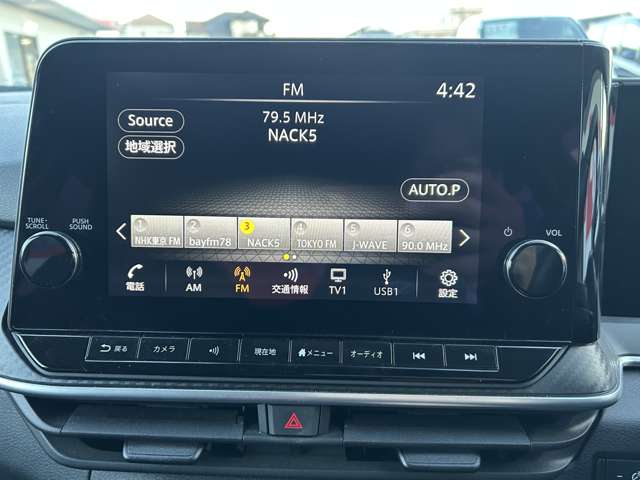 FM
4:42
Source
79.5 MHz
NACK5
地域選択
AUTO.P
TUNE・SCROLL
PUSH SOUND
VOL
1 NHK東京 FM
2 bayfm78
3 NACK5
4 TOKYO FM
5 J-WAVE
6 90.0 MHz
電話
AM
FM
交通情報
TV1
USB1
設定
戻る
カメラ
現在地
メニュー
オーディオ